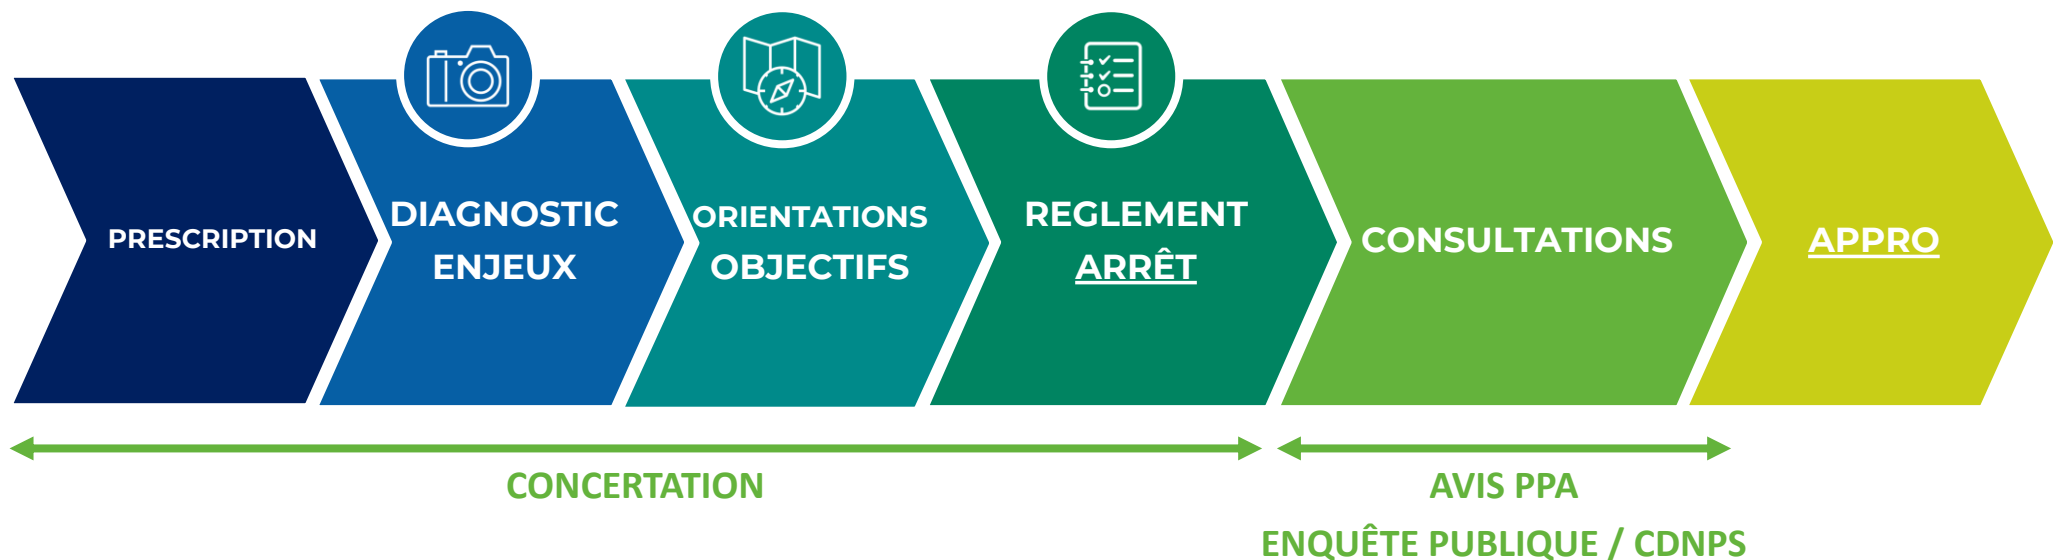 PRESCRIPTION
DIAGNOSTIC
ENJEUX
ORIENTATIONS
OBJECTIFS
REGLEMENT
ARRÊT
CONSULTATIONS
APPRO
CONCERTATION
AVIS PPA
ENQUÊTE PUBLIQUE / CDNPS